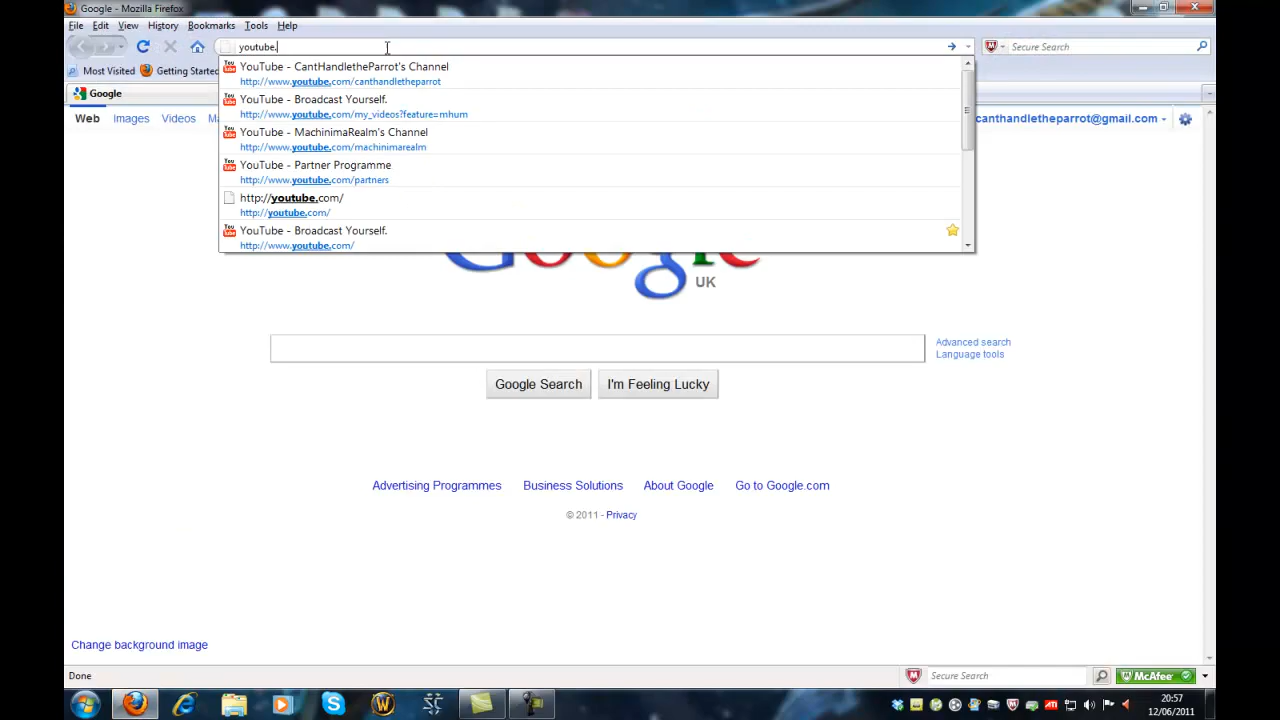 Google - Mozilla Firefox
File Edit View History Bookmarks Tools Help
youtube.
Secure Search
Most Visited Getting Started
YouTube - CantHandletheParrot's Channel
http://www.youtube.com/canthandletheparrot
YouTube - Broadcast Yourself.
http://www.youtube.com/my_videos?feature=mhum
YouTube - MachinimaRealm's Channel
http://www.youtube.com/machinimarealm
YouTube - Partner Programme
http://www.youtube.com/partners
http://youtube.com/
http://youtube.com/
YouTube - Broadcast Yourself.
http://www.youtube.com/
Google
Web Images Videos
canthandletheparrot@gmail.com
UK
Advanced search
Language tools
Google Search I'm Feeling Lucky
Advertising Programmes Business Solutions About Google Go to Google.com
© 2011 - Privacy
Change background image
Done
Secure Search
McAfee
20:57
12/06/2011